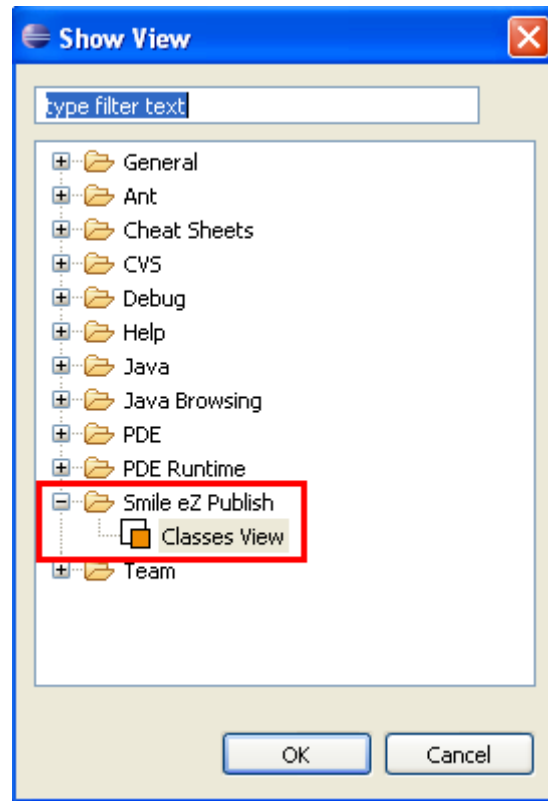 Show View
type filter text
General
Ant
Cheat Sheets
CVS
Debug
Help
Java
Java Browsing
PDE
PDE Runtime
Smile eZ Publish
Classes View
Team
OK Cancel